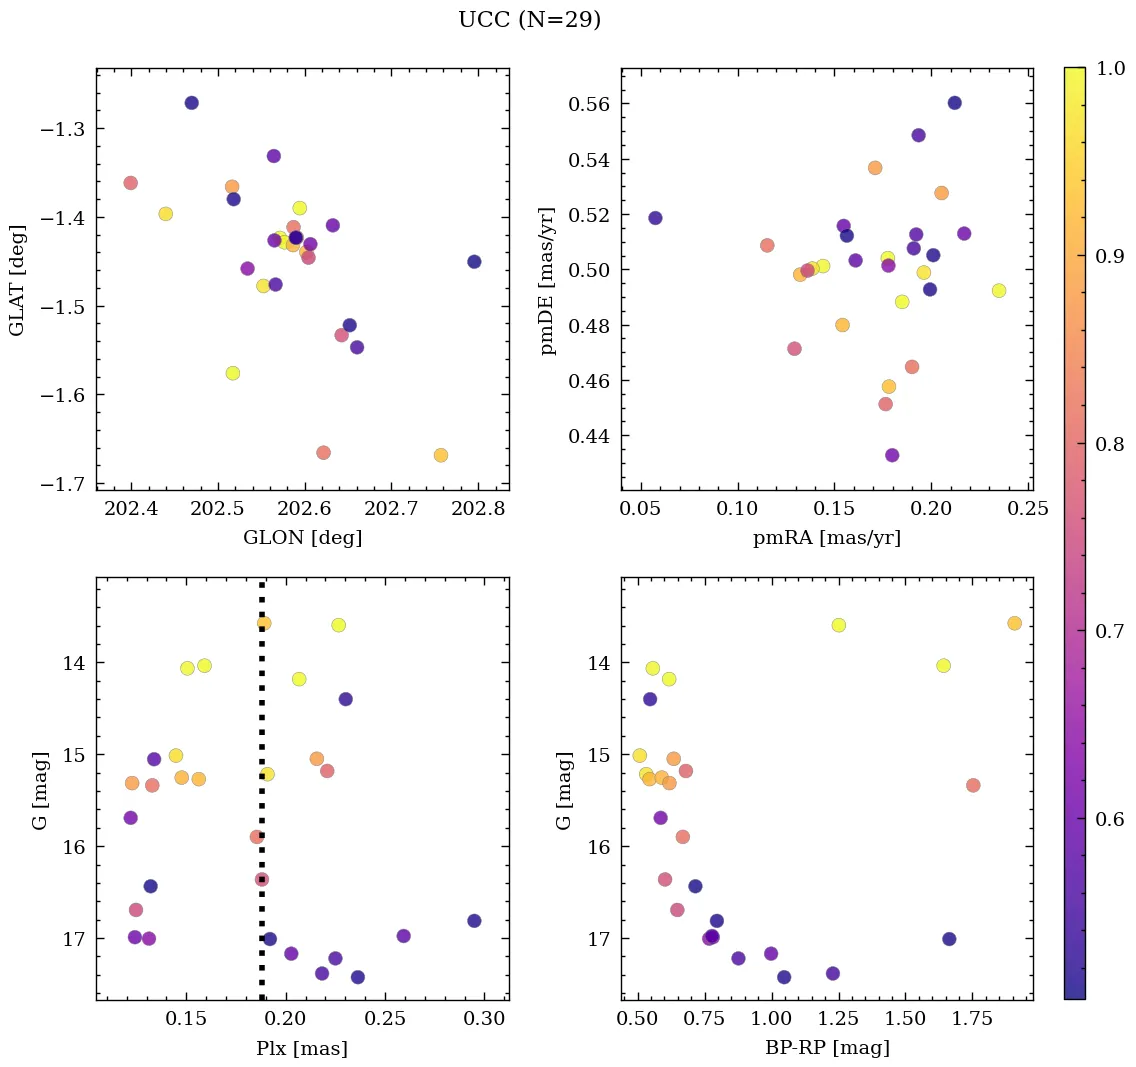 UCC (N=29)
−1.3
−1.4
−1.5
−1.6
−1.7
GLAT [deg]
202.4 202.5 202.6 202.7 202.8
GLON [deg]
0.56
0.54
0.52
0.50
0.48
0.46
0.44
pmDE [mas/yr]
0.05 0.10 0.15 0.20 0.25
pmRA [mas/yr]
1.0
0.9
0.8
0.7
0.6
14
15
16
17
G [mag]
0.15 0.20 0.25 0.30
Plx [mas]
14
15
16
17
G [mag]
0.50 0.75 1.00 1.25 1.50 1.75
BP-RP [mag]